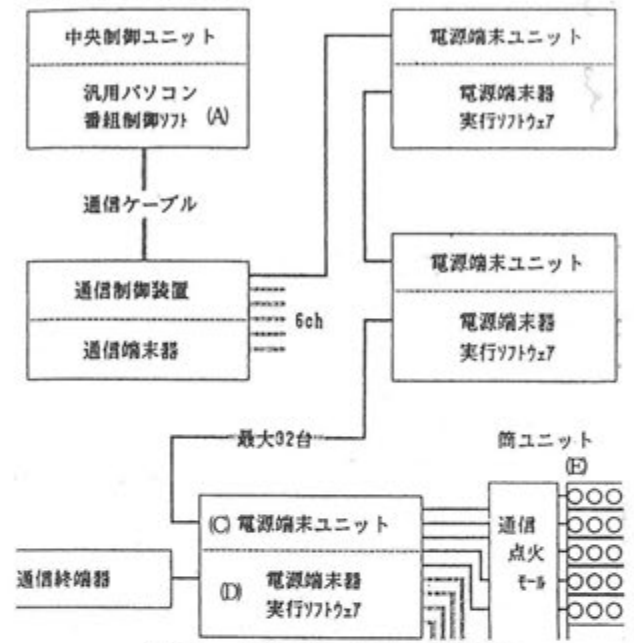 中央制御ユニット
汎用パソコン
番組制御ソフト (A)
通信ケーブル
通信制御装置
通信端末器
6ch
電源端末ユニット
電源端末器
実行ソフトウェア
電源端末ユニット
電源端末器
実行ソフトウェア
最大32台
筒ユニット
(E)
(C) 電源端末ユニット
(D) 電源端末器
実行ソフトウェア
通信
点火
モール
通信終端器